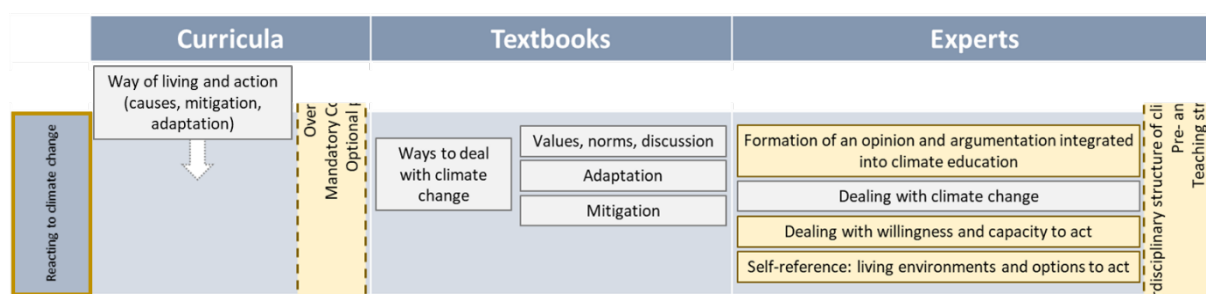 Curricula
Textbooks
Experts
Reacting to climate change
Way of living and action
(causes, mitigation,
adaptation)
Over
Mandatory
Optional
Ways to deal
with climate
change
Values, norms, discussion
Adaptation
Mitigation
Formation of an opinion and argumentation integrated
into climate education
Dealing with climate change
Dealing with willingness and capacity to act
Self-reference: living environments and options to act
structure of
Pre- an
Teaching